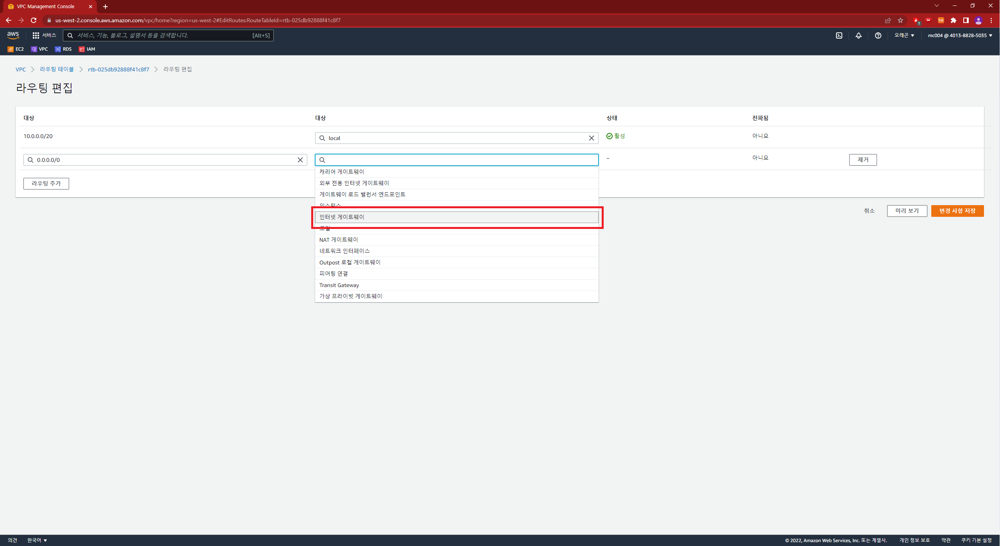 VPC Management Console
us-west-2.console.aws.amazon.com/vpc/home?region=us-west-2#EditRoutes:RouteTableId=rtb-025db92888f41c8f7
1
EX
aws
서비스
서비스, 기능, 블로그, 설명서 등을 검색합니다.
[Alt+S]
오레곤
mc004 @ 4013-8828-5035
EC2
VPC
RDS
IAM
VPC
라우팅 테이블
rtb-025db92888f41c8f7
라우팅 편집
라우팅 편집
대상
대상
상태
전파됨
10.0.0.0/20
local
활성
아니요
0.0.0.0/0
–
아니요
제거
라우팅 추가
캐리어 게이트웨이
외부 전용 인터넷 게이트웨이
게이트웨이 로드 밸런서 엔드포인트
인스턴스
인터넷 게이트웨이
로컬
NAT 게이트웨이
네트워크 인터페이스
Outpost 로컬 게이트웨이
피어링 연결
Transit Gateway
가상 프라이빗 게이트웨이
취소
미리 보기
변경 사항 저장
의견
한국어
© 2022, Amazon Web Services, Inc. 또는 계열사.
개인 정보 보호
약관
쿠키 기본 설정